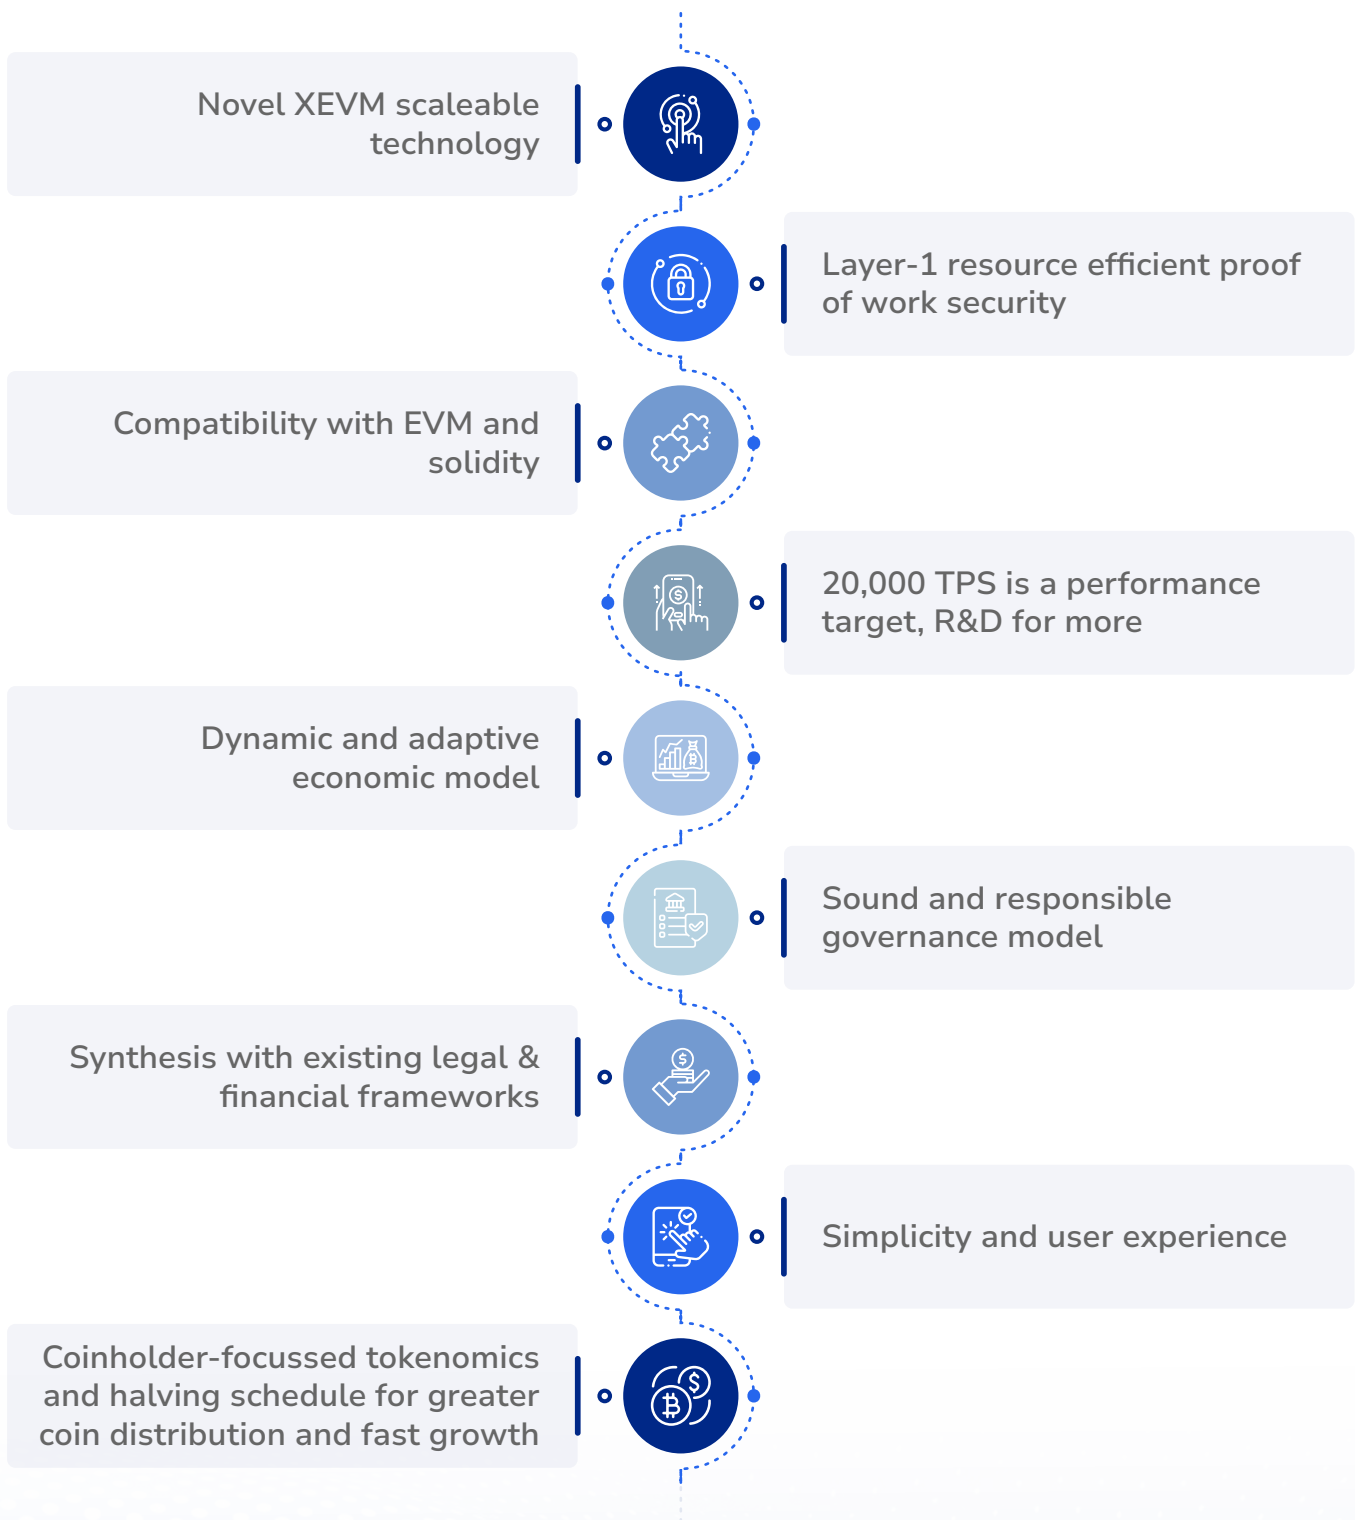 Novel XEVM scaleable
technology
Layer-1 resource efficient proof
of work security
Compatibility with EVM and
solidity
20,000 TPS is a performance
target, R&D for more
Dynamic and adaptive
economic model
Sound and responsible
governance model
Synthesis with existing legal &
financial frameworks
Simplicity and user experience
Coinholder-focussed tokenomics
and halving schedule for greater
coin distribution and fast growth